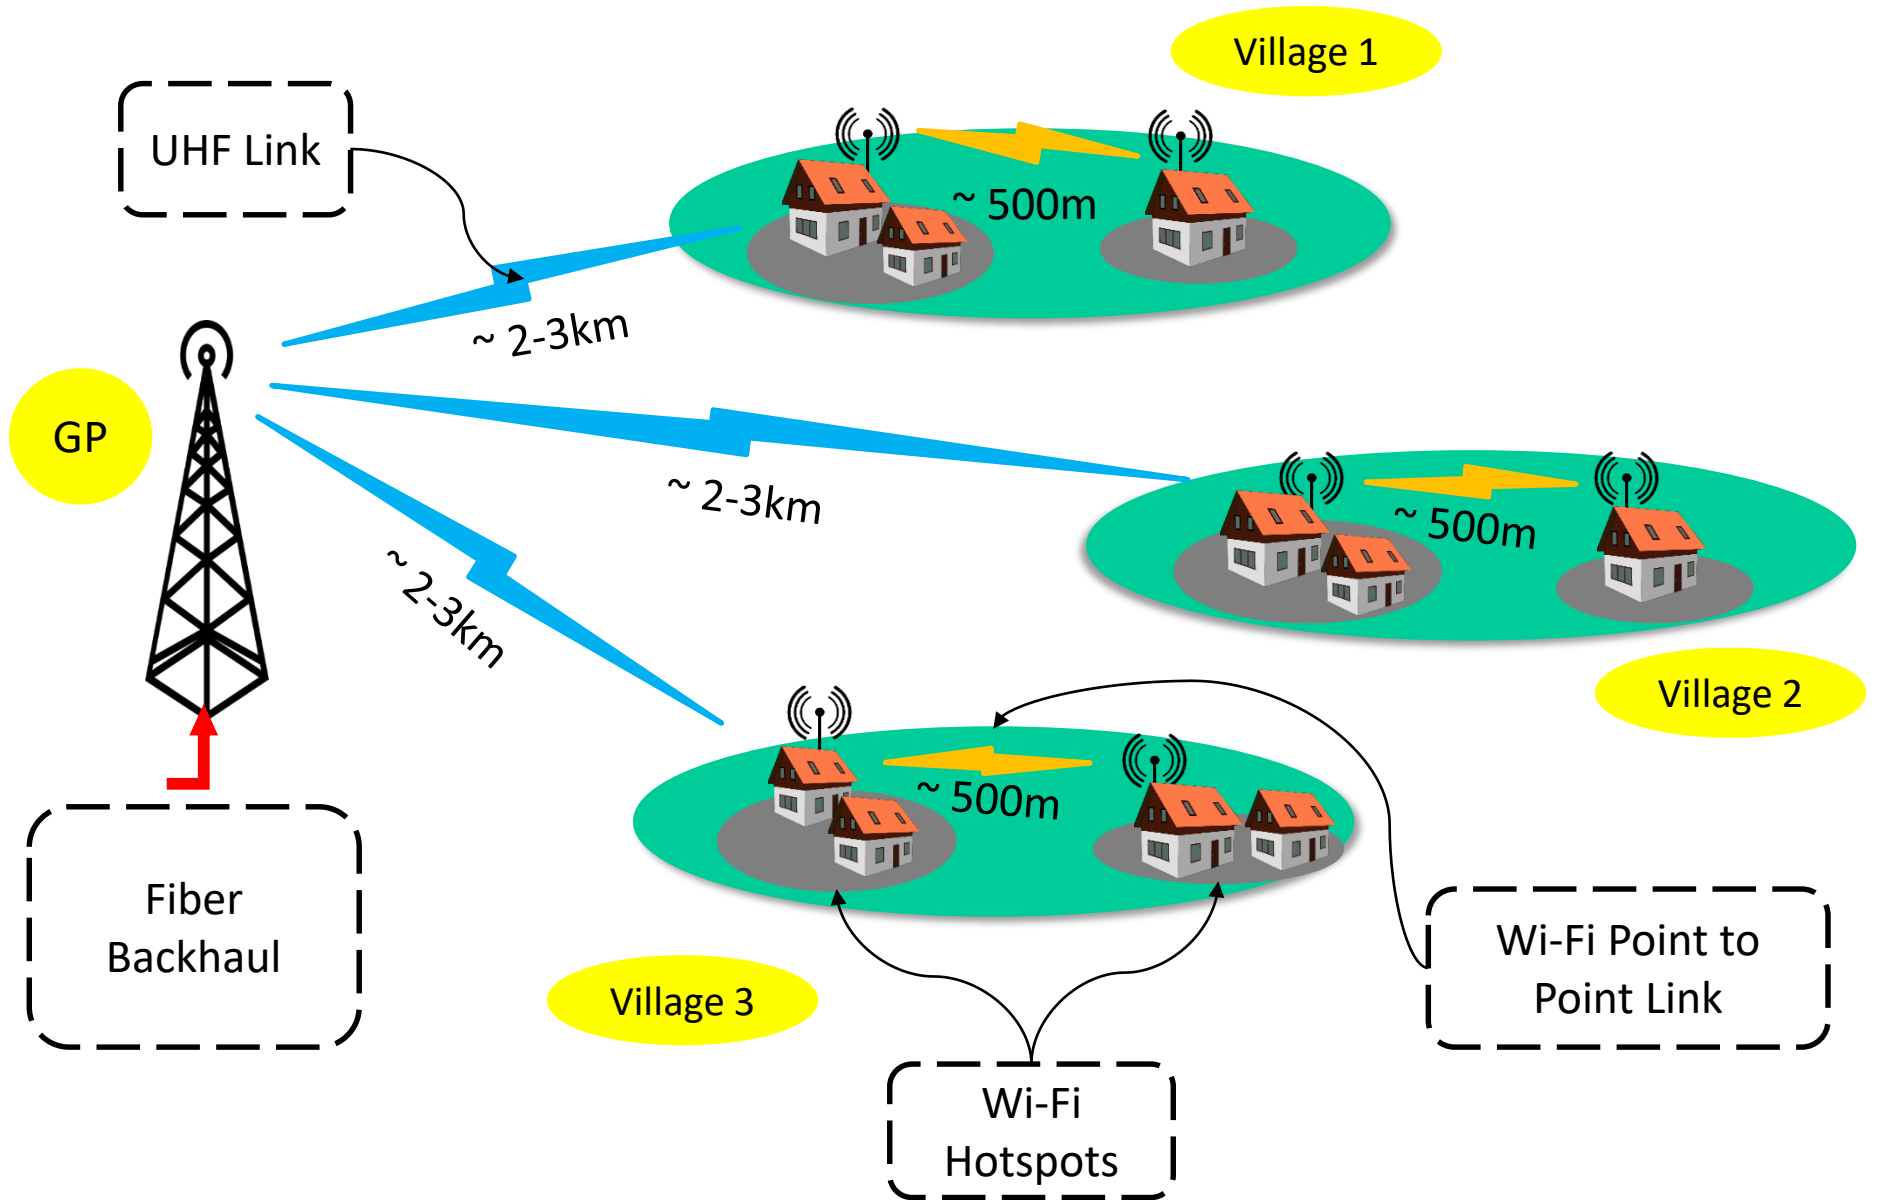 Village 1
UHF Link
~ 500m
~ 2-3km
GP
~ 2-3km
~ 500m
~ 2-3km
Village 2
~ 500m
Fiber
Backhaul
Village 3
Wi-Fi Point to
Point Link
Wi-Fi
Hotspots